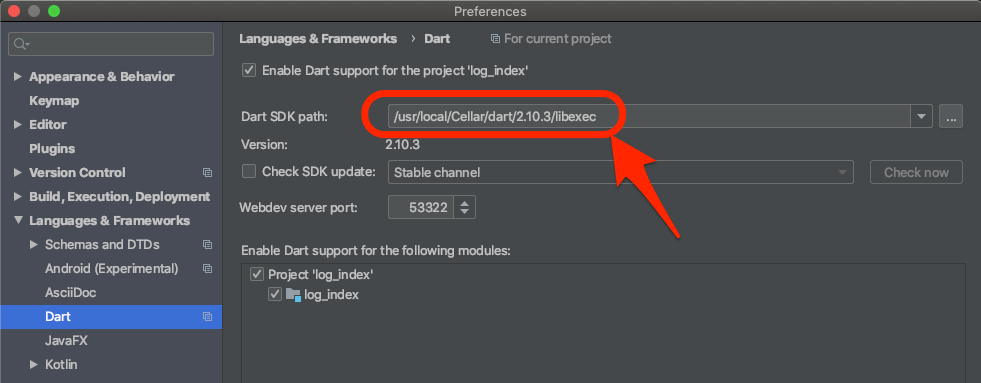 Preferences
Languages & Frameworks › Dart For current project
Enable Dart support for the project 'log_index'
Dart SDK path: /usr/local/Cellar/dart/2.10.3/libexec ...
Version: 2.10.3
Check SDK update: Stable channel Check now
Webdev server port: 53322
Enable Dart support for the following modules:
Project 'log_index'
log_index
Appearance & Behavior
Keymap
Editor
Plugins
Version Control
Build, Execution, Deployment
Languages & Frameworks
Schemas and DTDs
Android (Experimental)
AsciiDoc
Dart
JavaFX
Kotlin